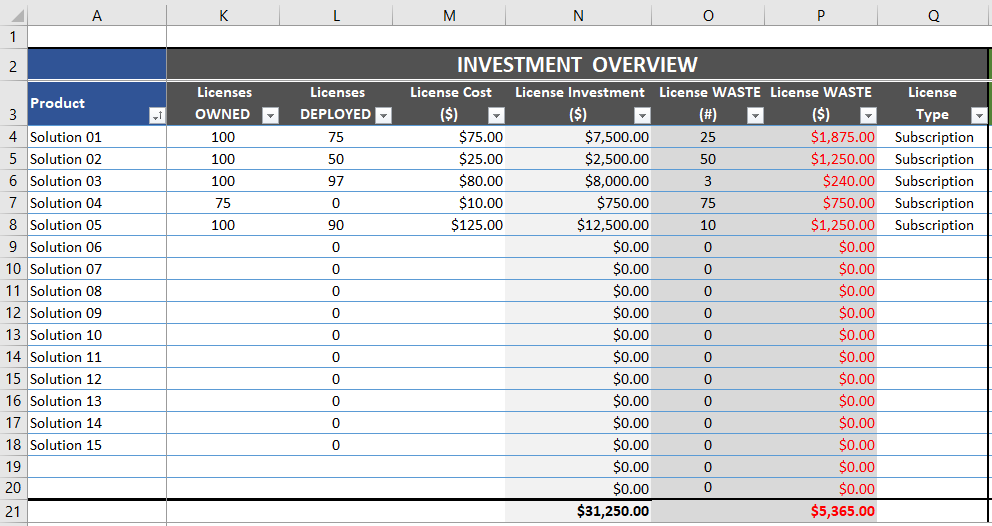 A K L M N O P Q
1
2 INVESTMENT OVERVIEW
Licenses Licenses License Cost License Investment License WASTE License WASTE License
3 Product OWNED DEPLOYED ($) ($) (#) ($) Type
4 Solution 01 100 75 $75.00 $7,500.00 25 $1,875.00 Subscription
5 Solution 02 100 50 $25.00 $2,500.00 50 $1,250.00 Subscription
6 Solution 03 100 97 $80.00 $8,000.00 3 $240.00 Subscription
7 Solution 04 75 0 $10.00 $750.00 75 $750.00 Subscription
8 Solution 05 100 90 $125.00 $12,500.00 10 $1,250.00 Subscription
9 Solution 06 0 $0.00 0 $0.00
10 Solution 07 0 $0.00 0 $0.00
11 Solution 08 0 $0.00 0 $0.00
12 Solution 09 0 $0.00 0 $0.00
13 Solution 10 0 $0.00 0 $0.00
14 Solution 11 0 $0.00 0 $0.00
15 Solution 12 0 $0.00 0 $0.00
16 Solution 13 0 $0.00 0 $0.00
17 Solution 14 0 $0.00 0 $0.00
18 Solution 15 0 $0.00 0 $0.00
19 $0.00 0 $0.00
20 $0.00 0 $0.00
21 $31,250.00 $5,365.00